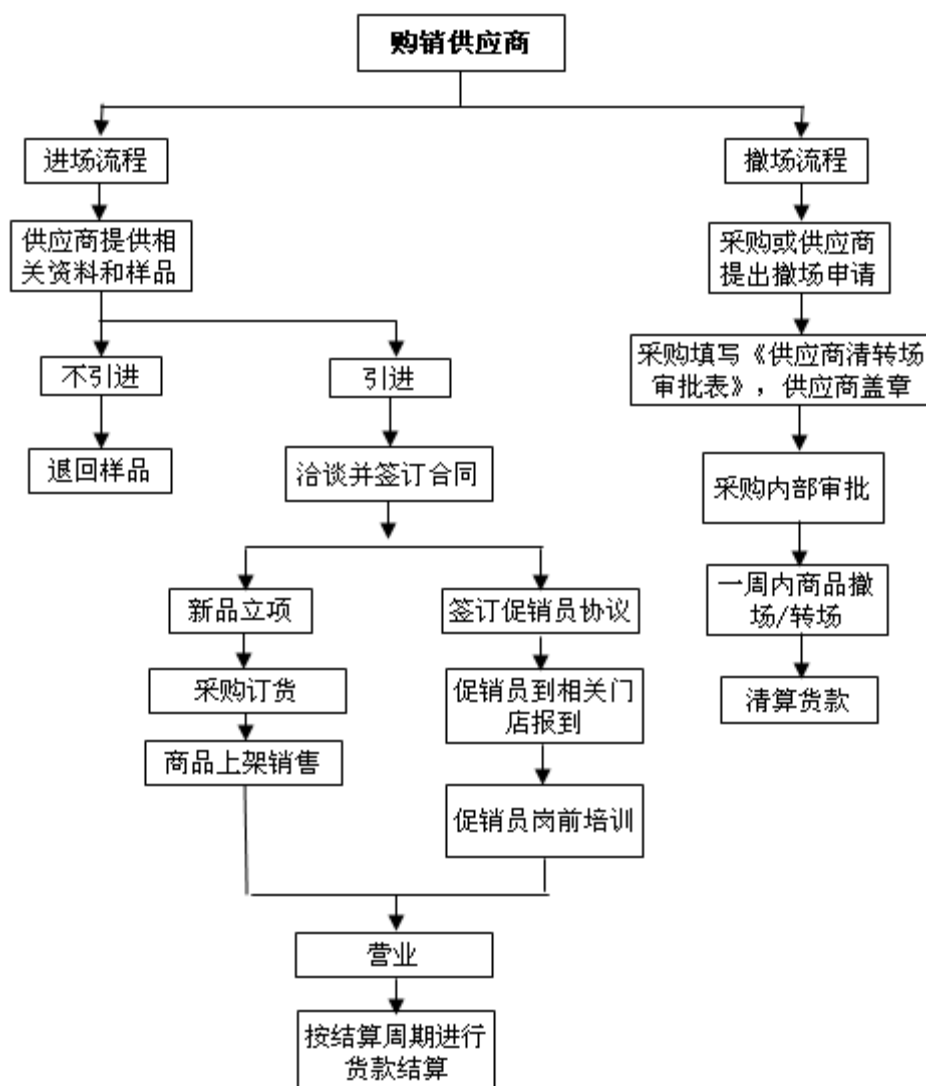 购销供应商
进场流程
撤场流程
供应商提供相
关资料和样品
采购或供应商
提出撤场申请
不引进
引进
采购填写《供应商清转场
审批表》，供应商盖章
退回样品
洽谈并签订合同
采购内部审批
新品立项
签订促销员协议
一周内商品撤
场/转场
采购订货
促销员到相关门
店报到
清算货款
商品上架销售
促销员岗前培训
营业
按结算周期进行
货款结算